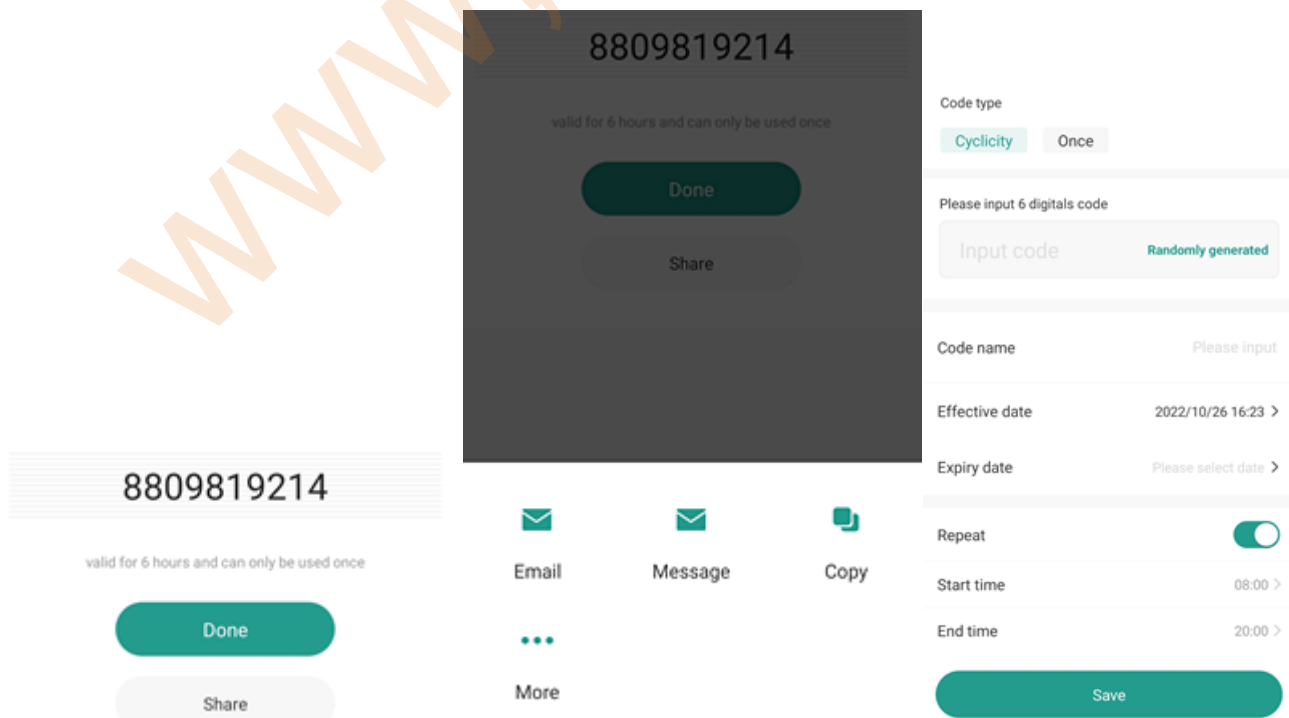 www.
8809819214
valid for 6 hours and can only be used once
Done
Share
8809819214
valid for 6 hours and can only be used once
Done
Share
Email
Message
Copy
More
Code type
Cyclicity
Once
Please input 6 digitals code
Input code
Randomly generated
Code name
Please input
Effective date
2022/10/26 16:23 >
Expiry date
Please select date >
Repeat
Start time
08:00 >
End time
20:00 >
Save